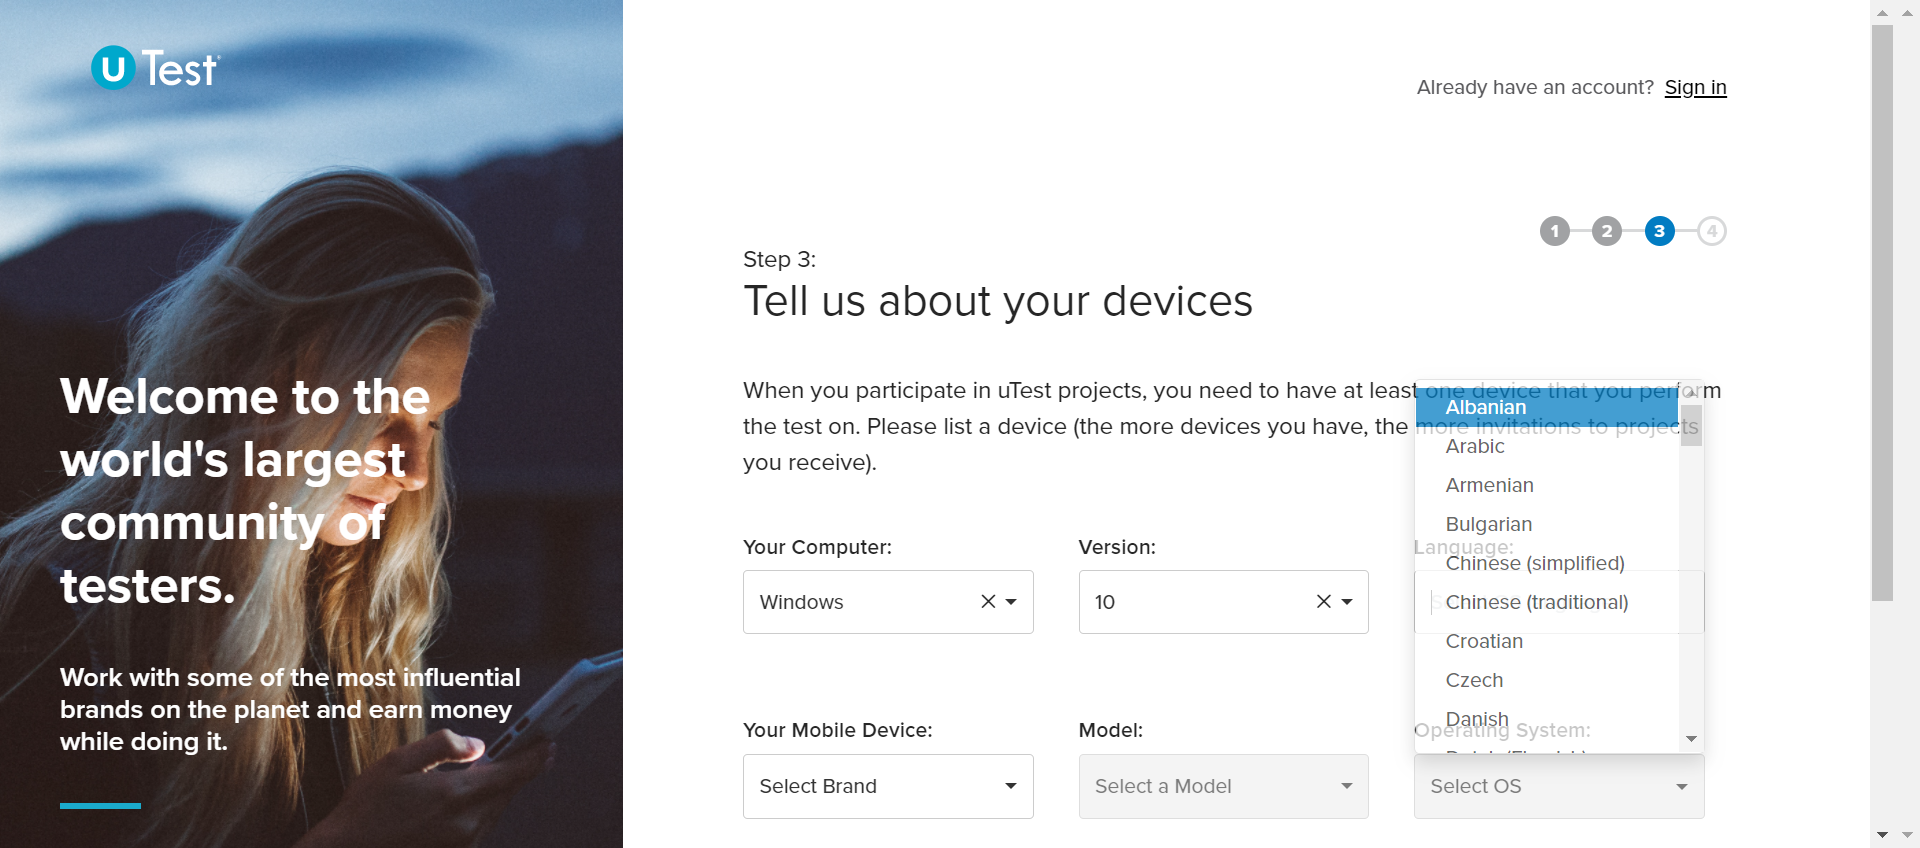 uTest
Welcome to the
world's largest
community of
testers.
Work with some of the most influential
brands on the planet and earn money
while doing it.
Already have an account? Sign in
1 2 3 4
Step 3:
Tell us about your devices
When you participate in uTest projects, you need to have at least one device that you perform
the test on. Please list a device (the more devices you have, the more invitations to projects
you receive).
Albanian
Arabic
Armenian
Bulgarian
Chinese (simplified)
Chinese (traditional)
Croatian
Czech
Danish
Your Computer: Version: Language:
Windows 10
Your Mobile Device: Model: Operating System:
Select Brand Select a Model Select OS